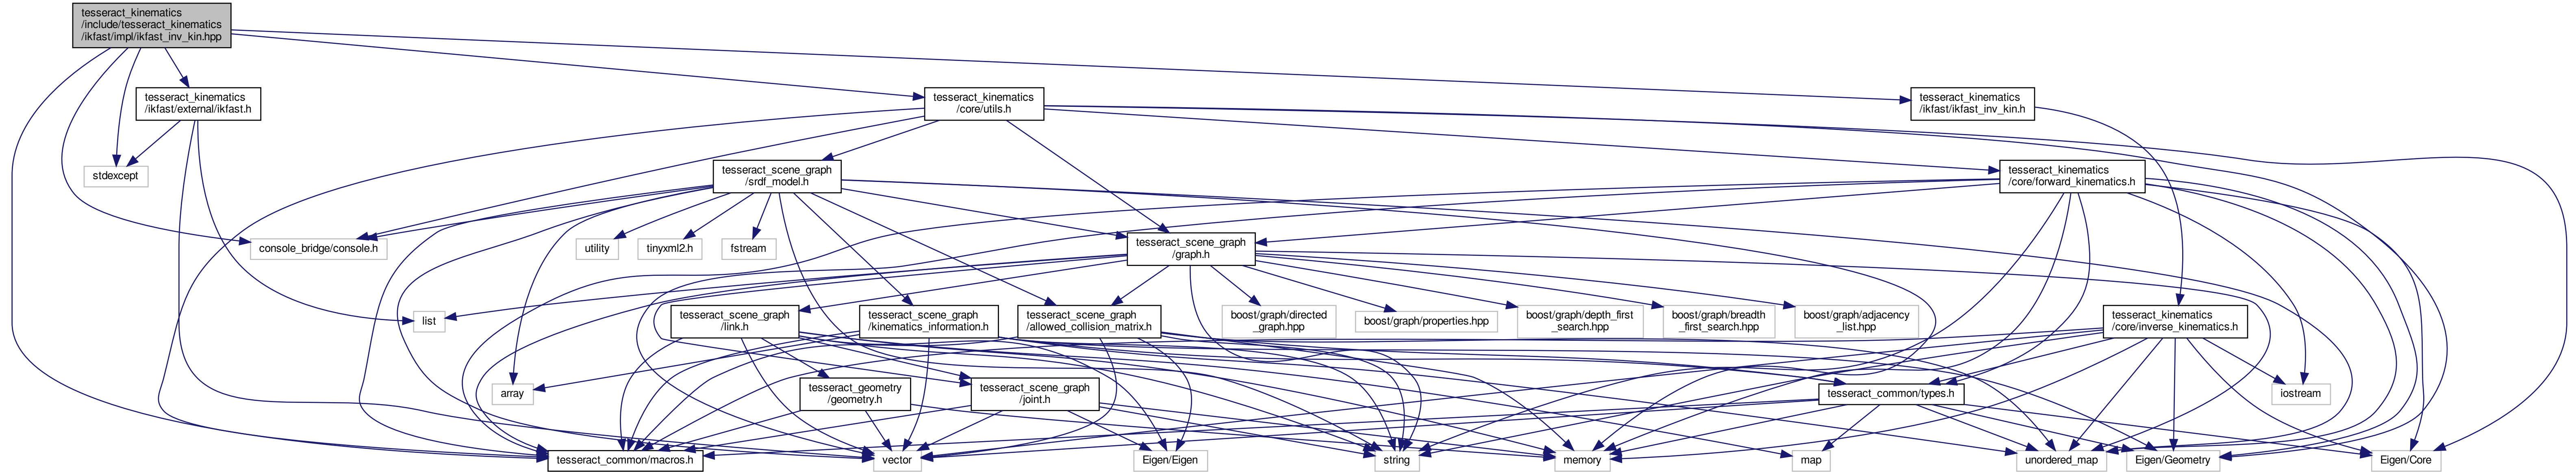 tesseract_kinematics
/include/tesseract_kinematics
/ikfast/impl/ikfast_inv_kin.hpp
tesseract_kinematics
/ikfast/external/ikfast.h
tesseract_kinematics
/core/utils.h
tesseract_kinematics
/ikfast/ikfast_inv_kin.h
stdexcept
tesseract_scene_graph
/srdf_model.h
tesseract_kinematics
/core/forward_kinematics.h
console_bridge/console.h
utility
tinyxml2.h
fstream
tesseract_scene_graph
/graph.h
list
tesseract_scene_graph
/link.h
tesseract_scene_graph
/kinematics_information.h
tesseract_scene_graph
/allowed_collision_matrix.h
boost/graph/directed
_graph.hpp
boost/graph/properties.hpp
boost/graph/depth_first
_search.hpp
boost/graph/breadth
_first_search.hpp
boost/graph/adjacency
_list.hpp
tesseract_kinematics
/core/inverse_kinematics.h
array
tesseract_geometry
/geometry.h
tesseract_scene_graph
/joint.h
tesseract_common/types.h
iostream
tesseract_common/macros.h
vector
Eigen/Eigen
string
memory
map
unordered_map
Eigen/Geometry
Eigen/Core